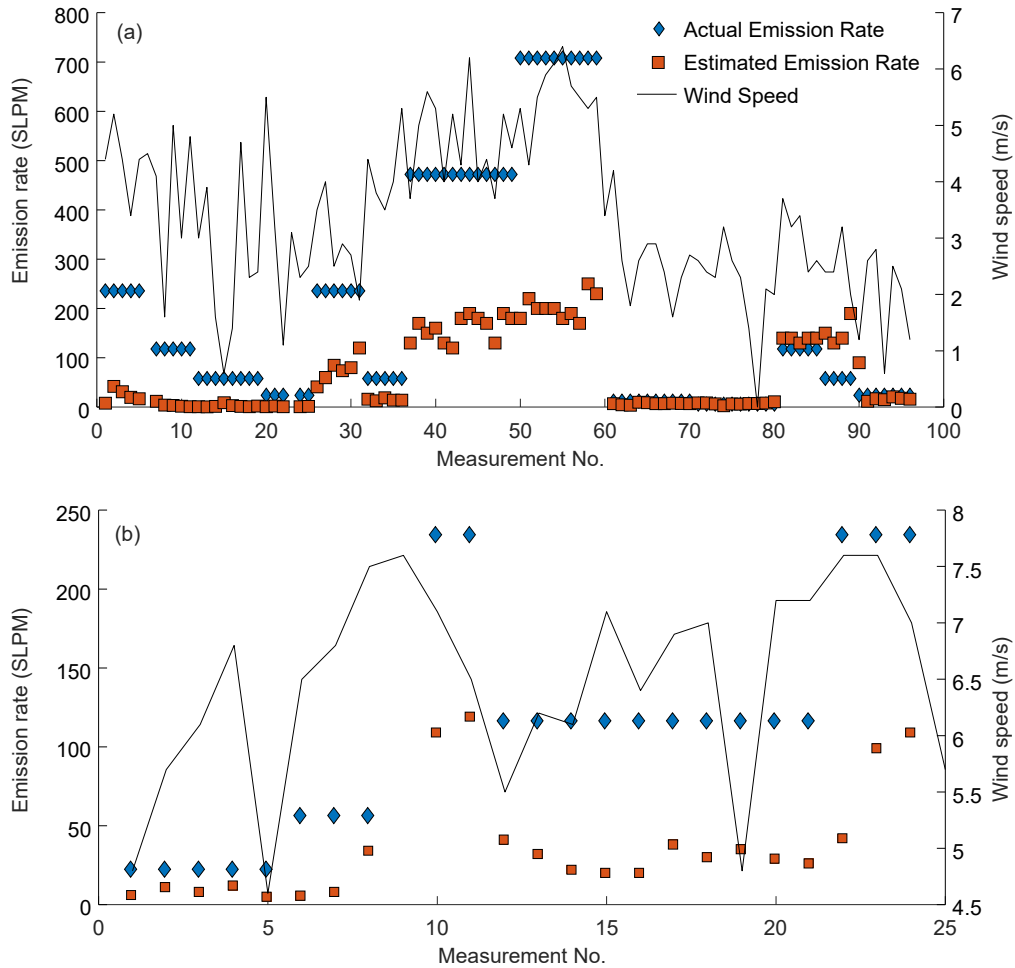 (a)
Actual Emission Rate
Estimated Emission Rate
Wind Speed
Emission rate (SLPM)
800
700
600
500
400
300
200
100
0
7
6
5
4
3
2
1
0
Wind speed (m/s)
0 10 20 30 40 50 60 70 80 90 100
Measurement No.
(b)
Emission rate (SLPM)
250
200
150
100
50
0
8
7.5
7
6.5
6
5.5
5
4.5
Wind speed (m/s)
0 5 10 15 20 25
Measurement No.